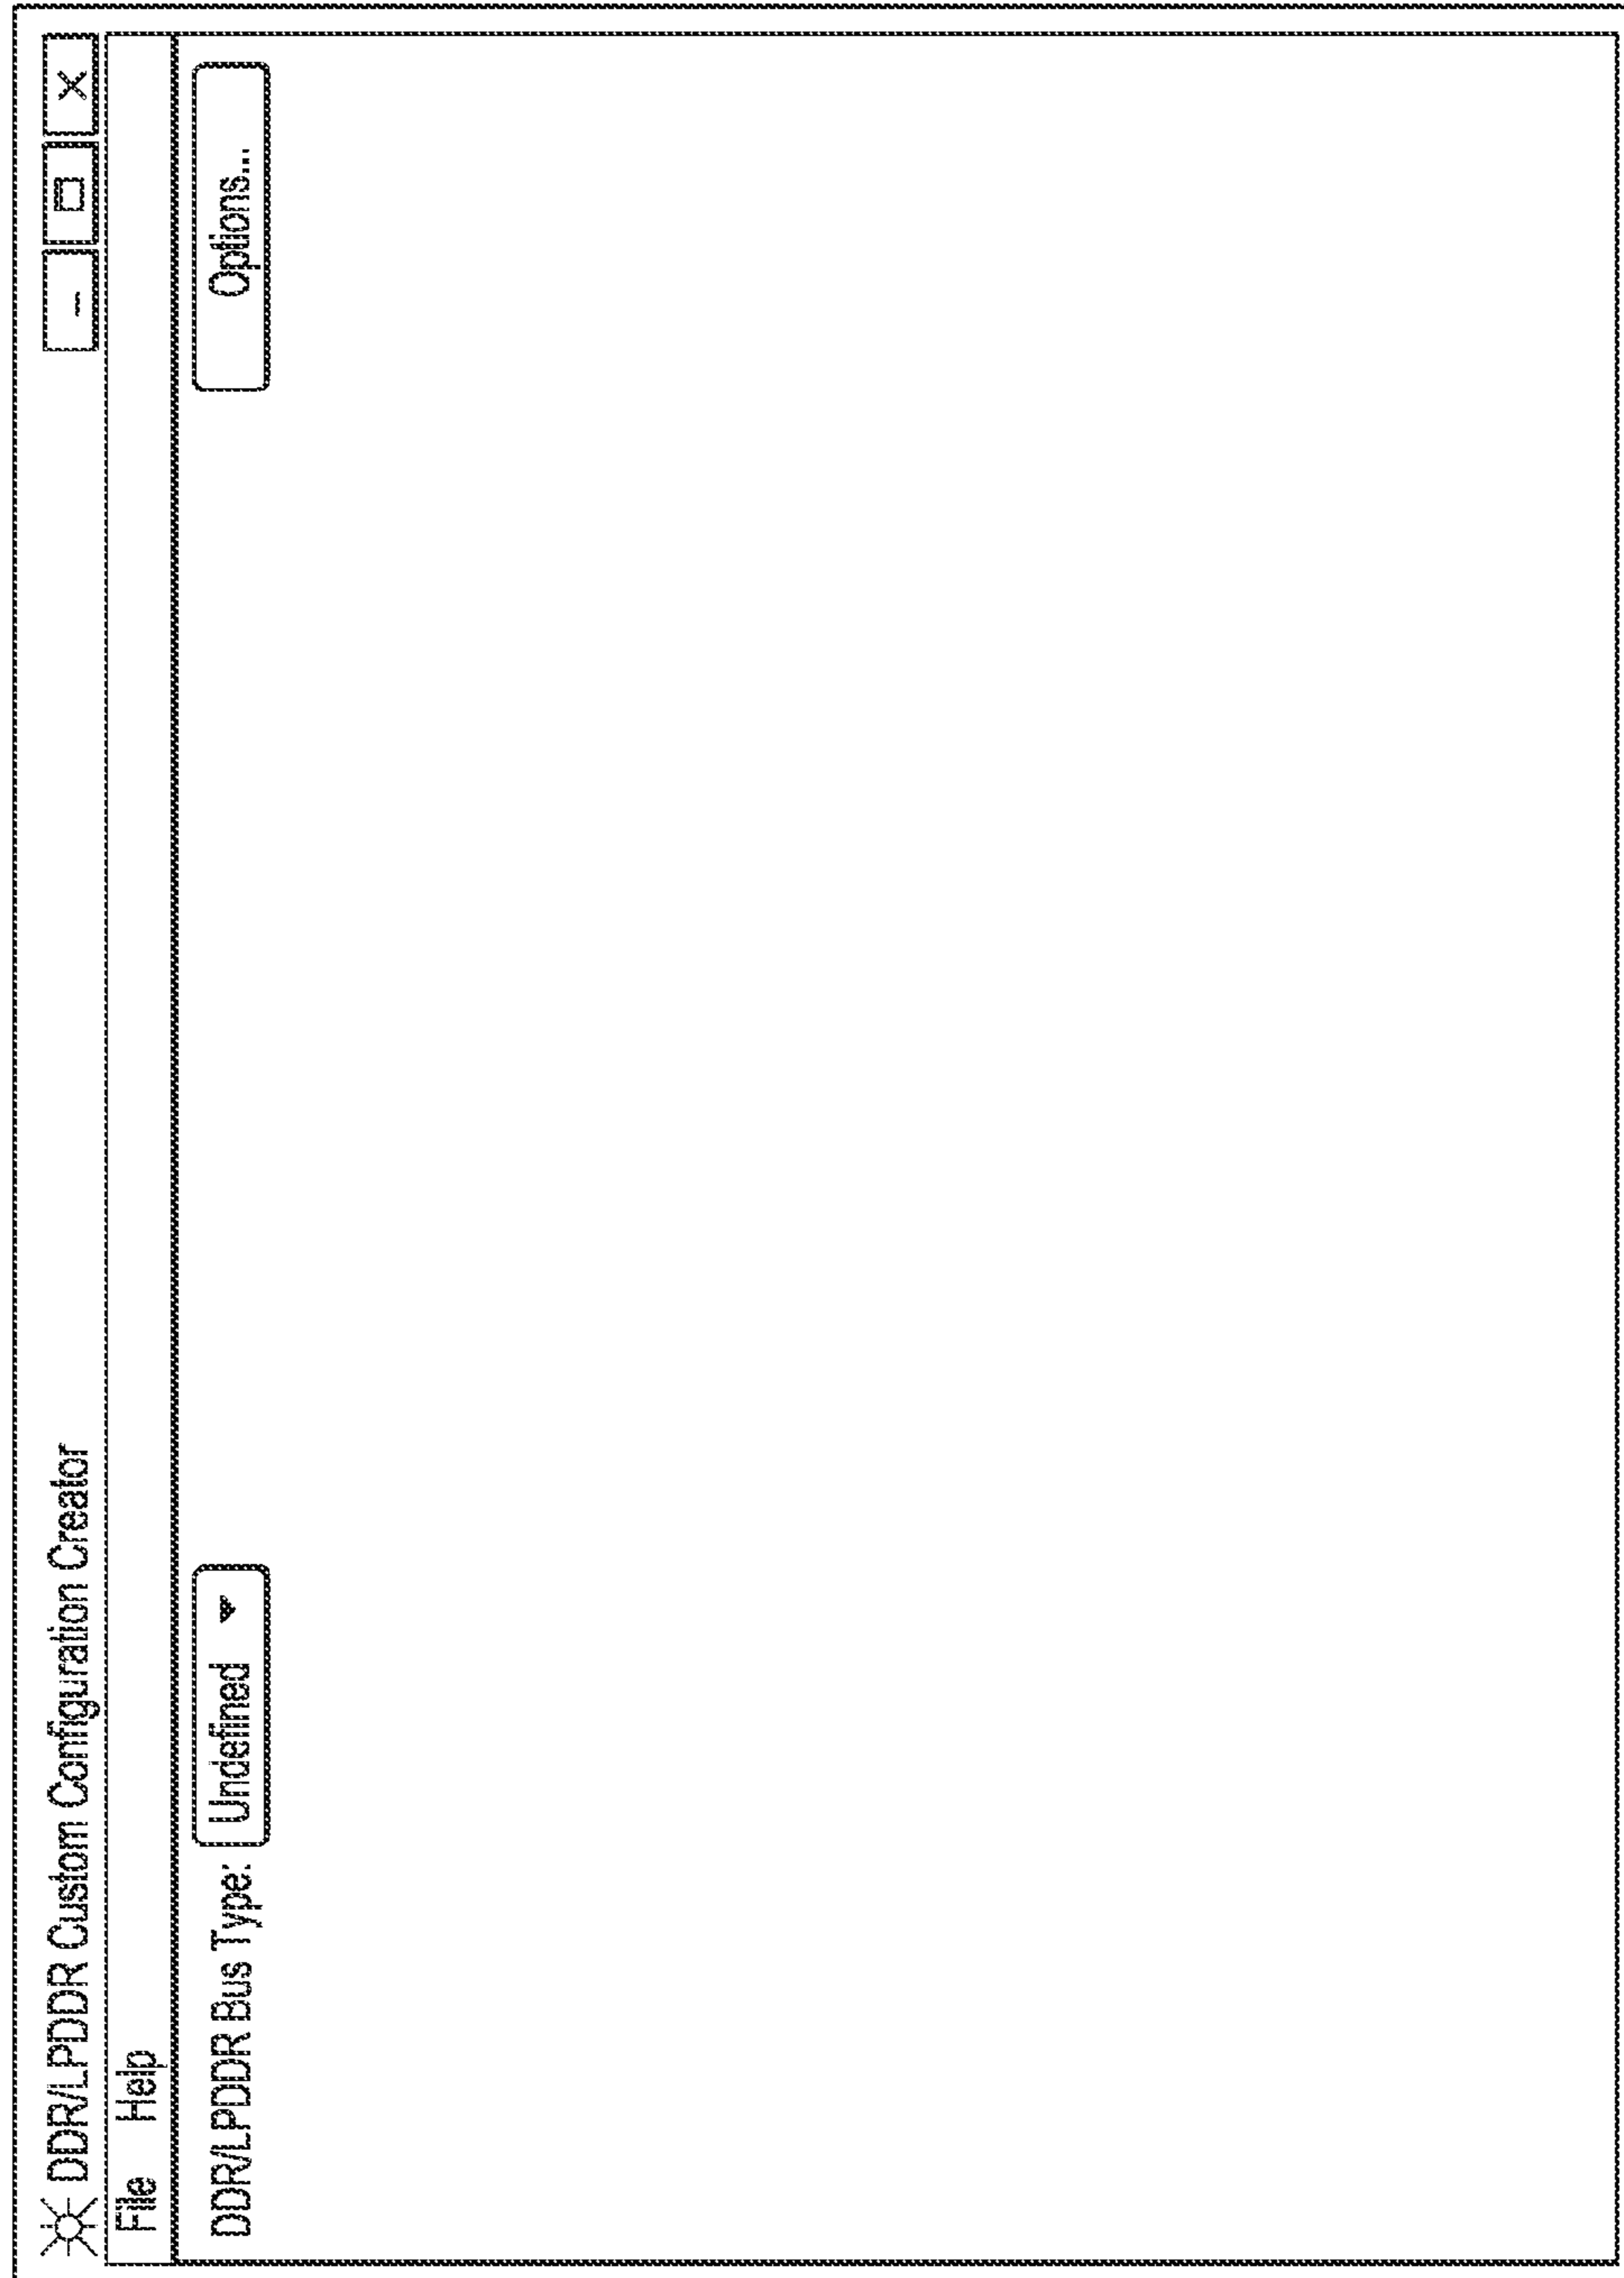 DDR/LPDDR Custom Configuration Creator
File Help
DDR/LPDDR Bus Type: Undefined Options...